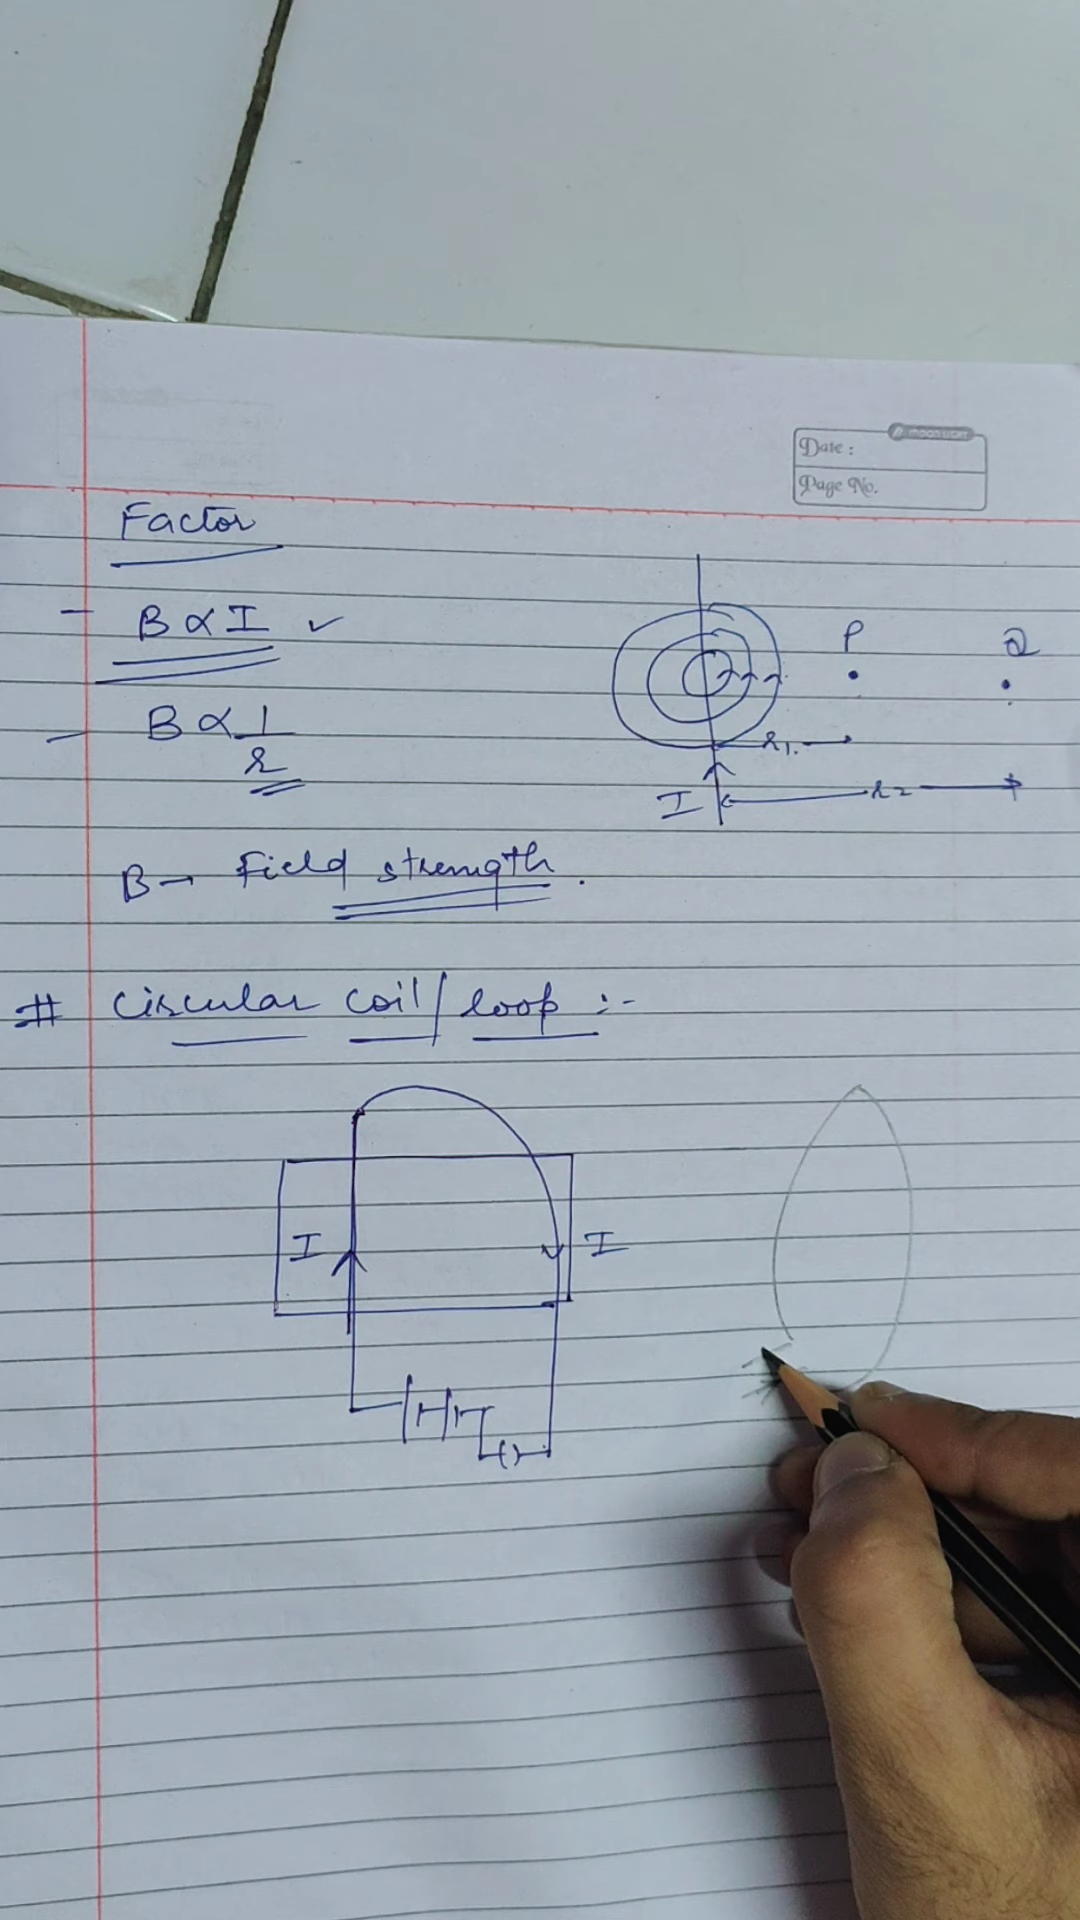 Date :
Page No.
Factor
B ∝ I ✓
P
Q
B ∝ 1/r
r₁
I
r₂
B → Field strength.
# Circular coil/loop :-
I
I